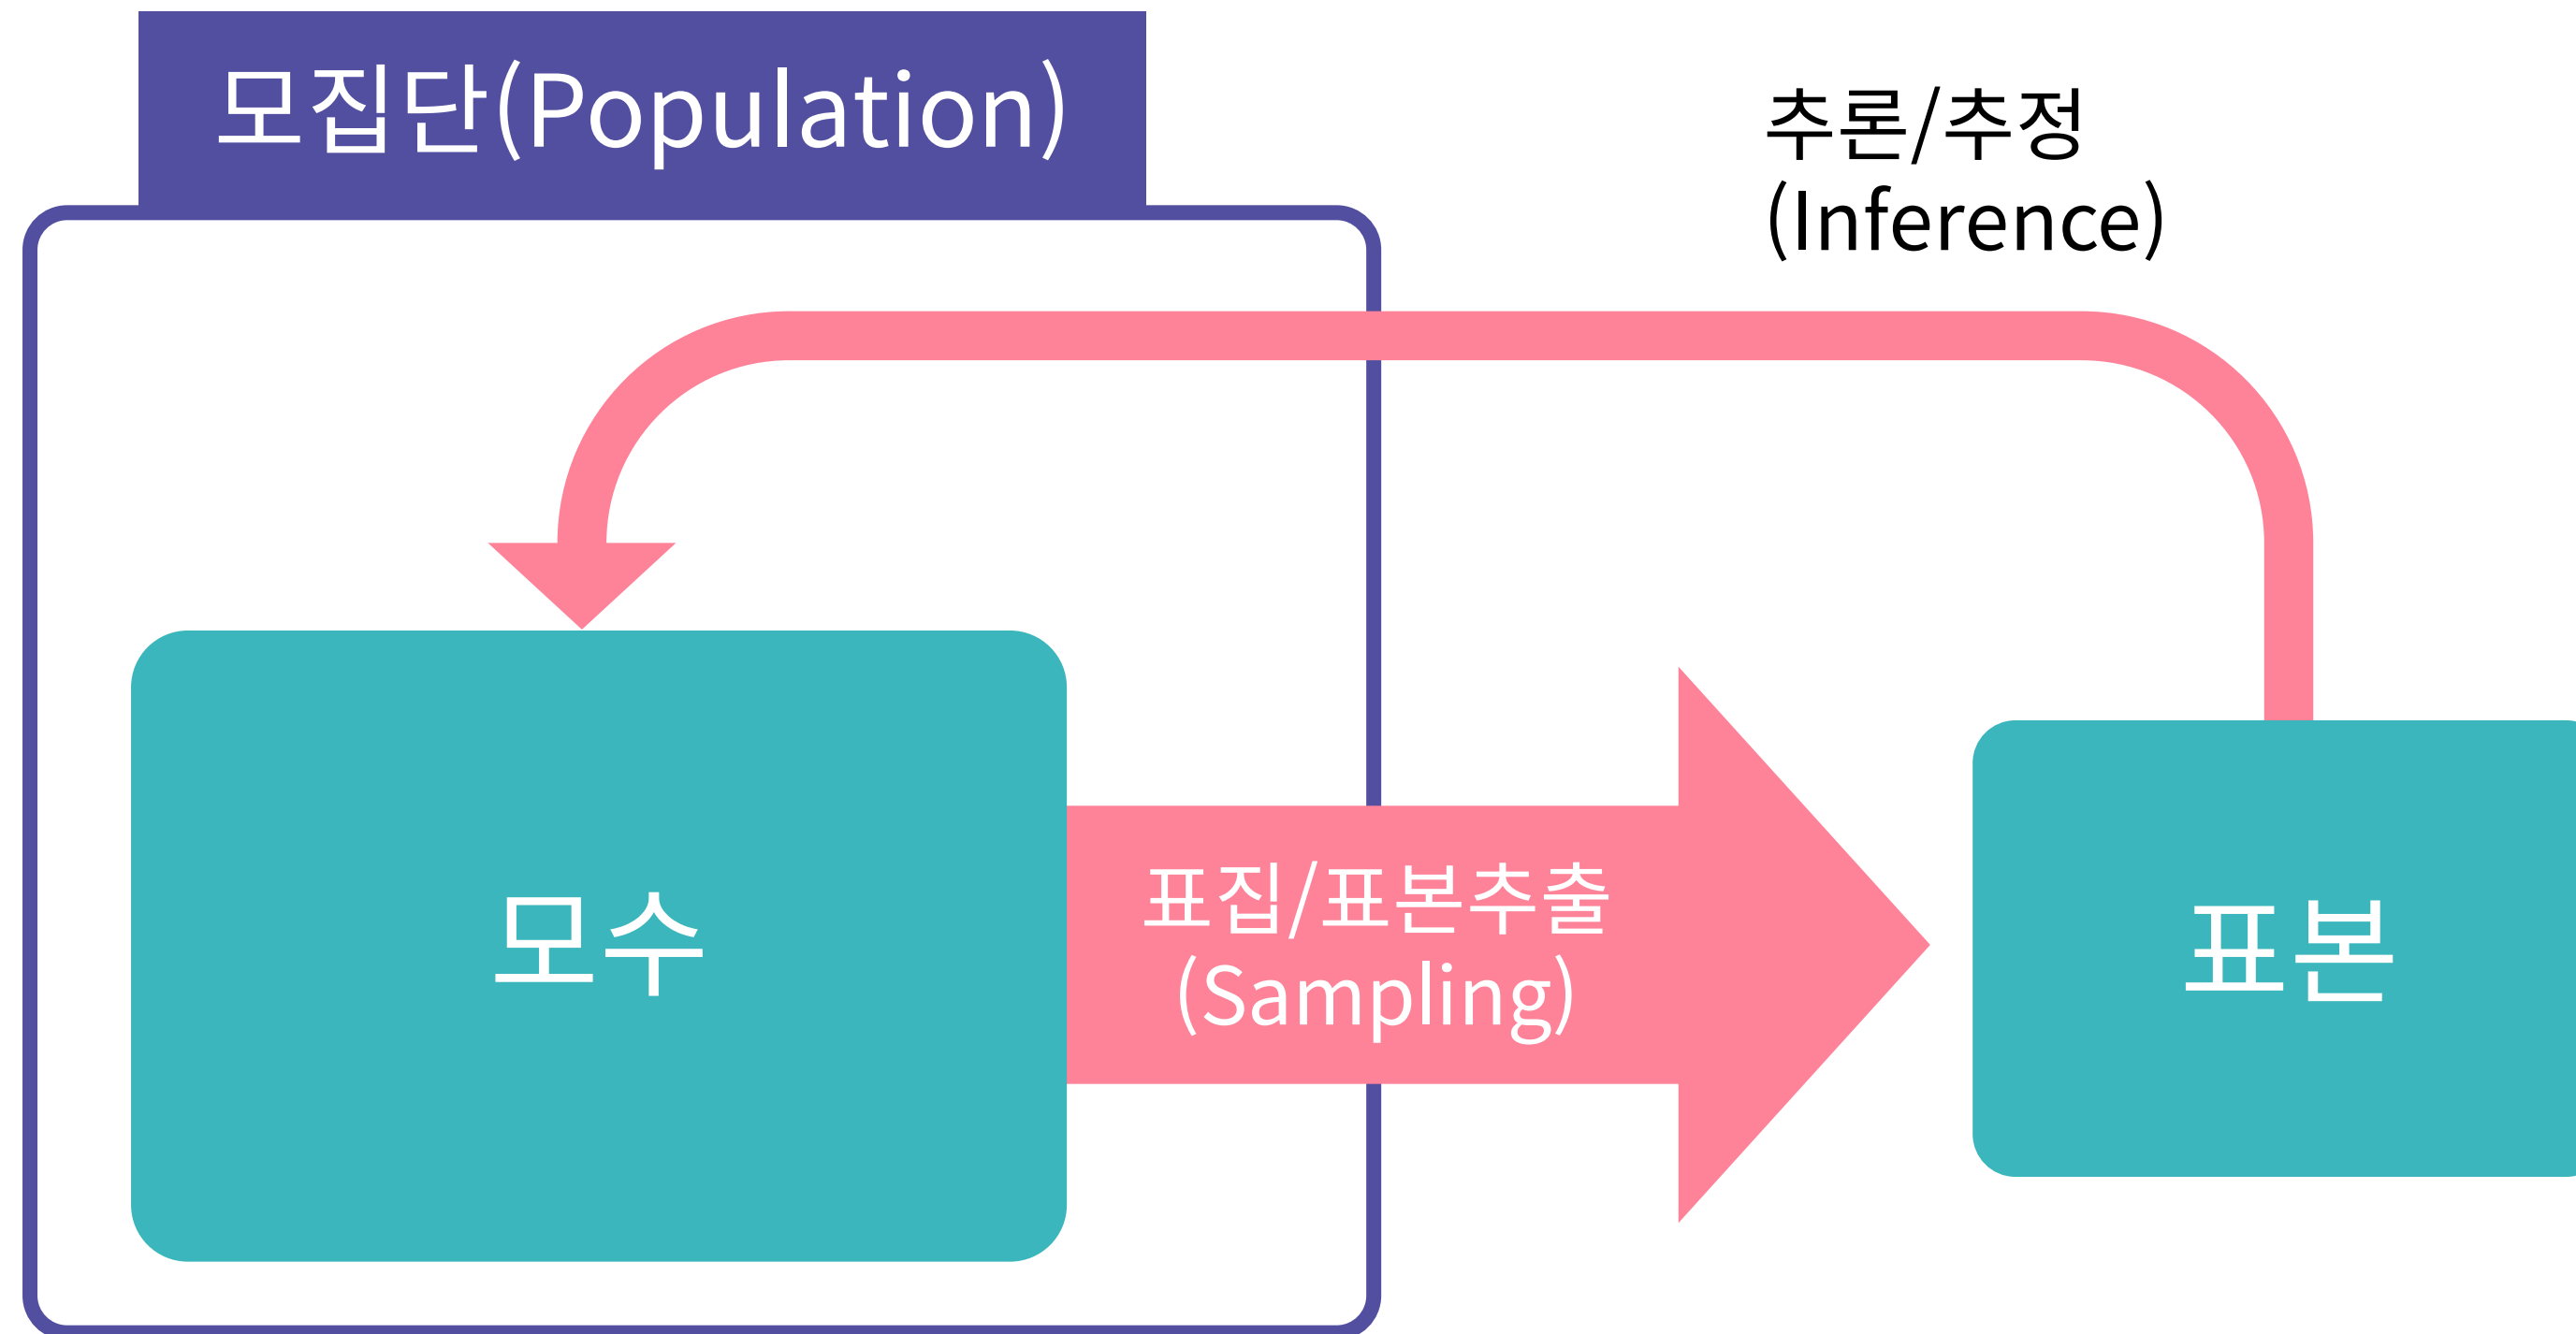 모집단(Population)
추론/추정
(Inference)
모수
표집/표본추출
(Sampling)
표본